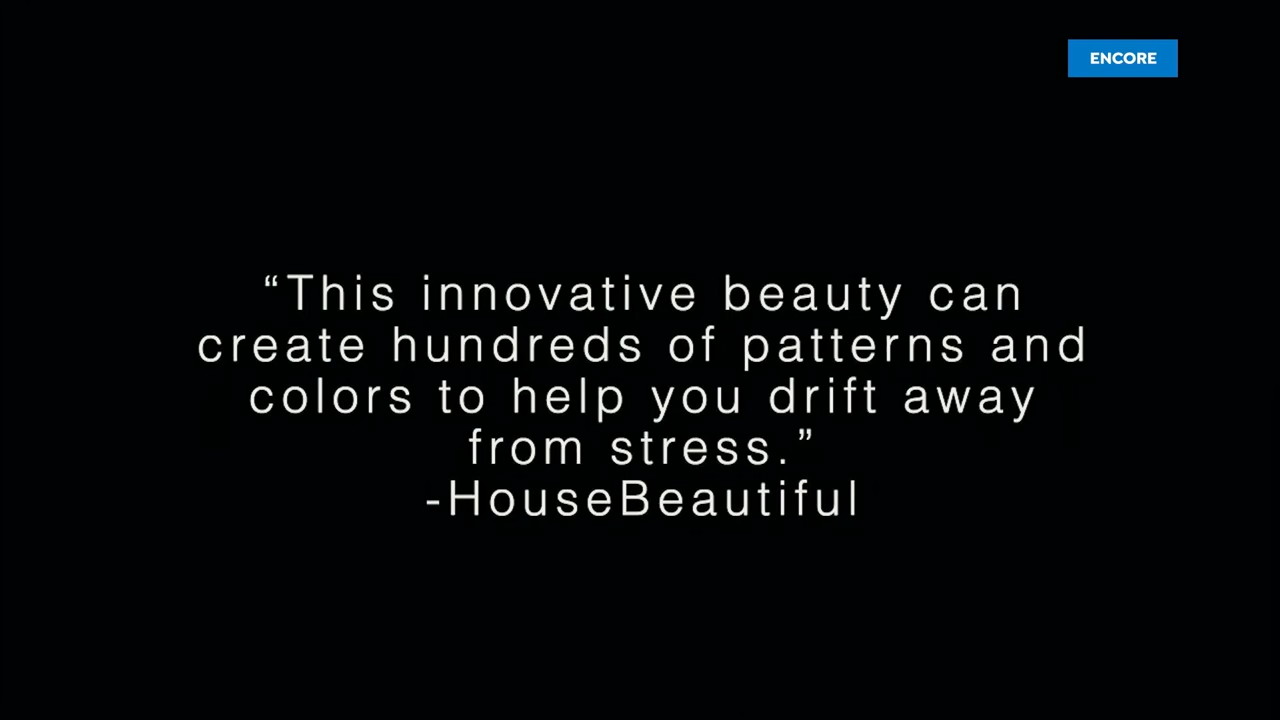 ENCORE
“This innovative beauty can
create hundreds of patterns and
colors to help you drift away
from stress.”
-HouseBeautiful